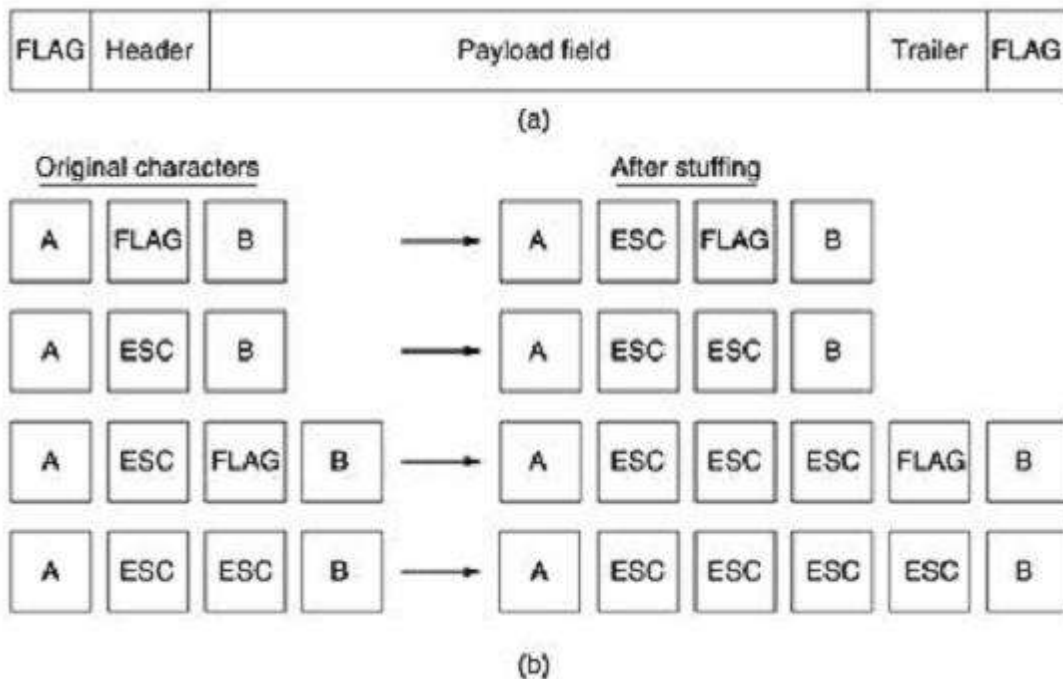 FLAG Header Payload field Trailer FLAG
(a)
Original characters After stuffing
A FLAG B A ESC FLAG B
A ESC B A ESC ESC B
A ESC FLAG B A ESC ESC ESC FLAG B
A ESC ESC B A ESC ESC ESC ESC B
(b)